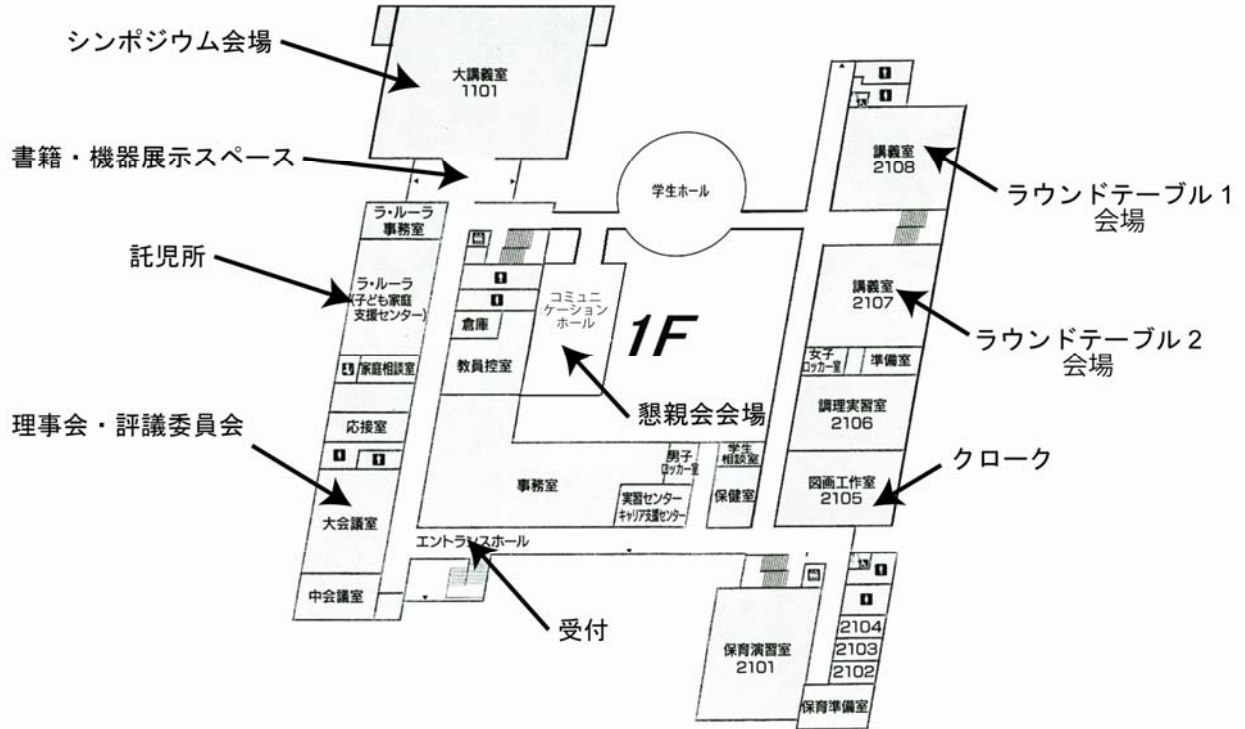 シンポジウム会場
大講義室
1101
書籍・機器展示スペース
学生ホール
講義室
2108
ラウンドテーブル 1
会場
ラ・ルーラ
事務室
託児所
ラ・ルーラ
(子ども家庭
支援センター)
コミュニ
ケーション
ホール
1F
倉庫
教員控室
講義室
2107
ラウンドテーブル 2
会場
女子
ロッカー室
準備室
家庭相談室
懇親会会場
調理実習室
2106
理事会・評議委員会
応接室
男子
ロッカー室
学生
相談室
クローク
事務室
実習センター
キャリア支援センター
保健室
図画工作室
2105
大会議室
エントランスホール
中会議室
受付
保育演習室
2101
2104
2103
2102
保育準備室